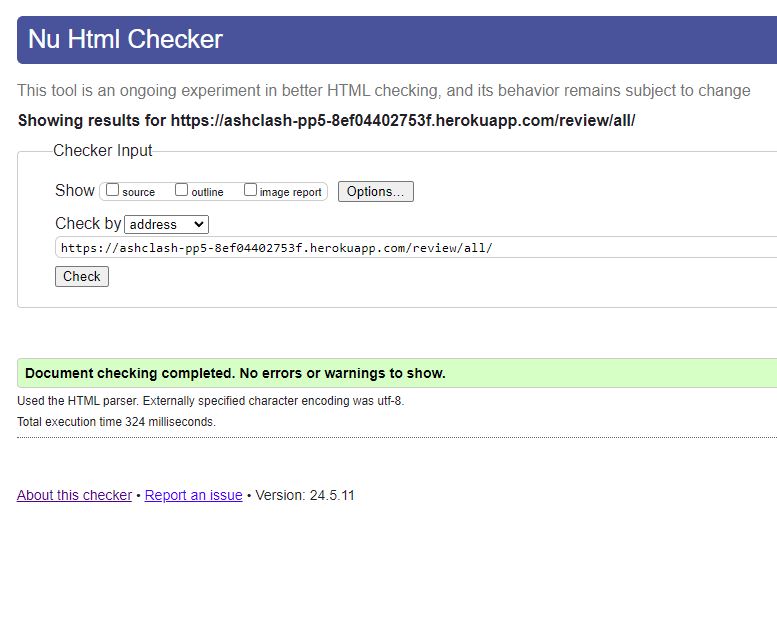 Nu Html Checker
This tool is an ongoing experiment in better HTML checking, and its behavior remains subject to change
Showing results for https://ashclash-pp5-8ef04402753f.herokuapp.com/review/all/
Checker Input
Show source outline image report Options...
Check by address
https://ashclash-pp5-8ef04402753f.herokuapp.com/review/all/
Check
Document checking completed. No errors or warnings to show.
Used the HTML parser. Externally specified character encoding was utf-8.
Total execution time 324 milliseconds.
About this checker • Report an issue • Version: 24.5.11